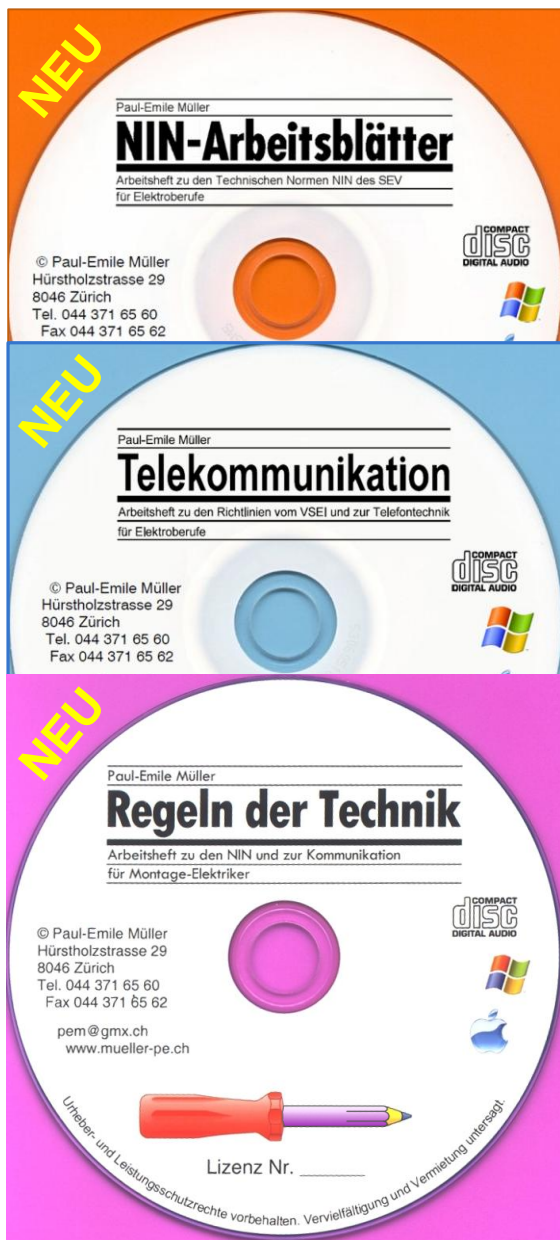 NEU
Paul-Emile Müller
NIN-Arbeitsblätter
Arbeitsheft zu den Technischen Normen NIN des SEV
für Elektroberufe
COMPACT
disc
DIGITAL AUDIO
© Paul-Emile Müller
Hürstholzstrasse 29
8046 Zürich
Tel. 044 371 65 60
Fax 044 371 65 62
NEU
Paul-Emile Müller
Telekommunikation
Arbeitsheft zu den Richtlinien vom VSEI und zur Telefontechnik
für Elektroberufe
COMPACT
disc
DIGITAL AUDIO
© Paul-Emile Müller
Hürstholzstrasse 29
8046 Zürich
Tel. 044 371 65 60
Fax 044 371 65 62
NEU
Paul-Emile Müller
Regeln der Technik
Arbeitsheft zu den NIN und zur Kommunikation
für Montage-Elektriker
COMPACT
disc
DIGITAL AUDIO
© Paul-Emile Müller
Hürstholzstrasse 29
8046 Zürich
Tel. 044 371 65 60
Fax 044 371 65 62
pem@gmx.ch
www.mueller-pe.ch
Lizenz Nr. ______
Urheber- und Leistungsschutzrechte vorbehalten. Vervielfältigung und Vermietung untersagt.